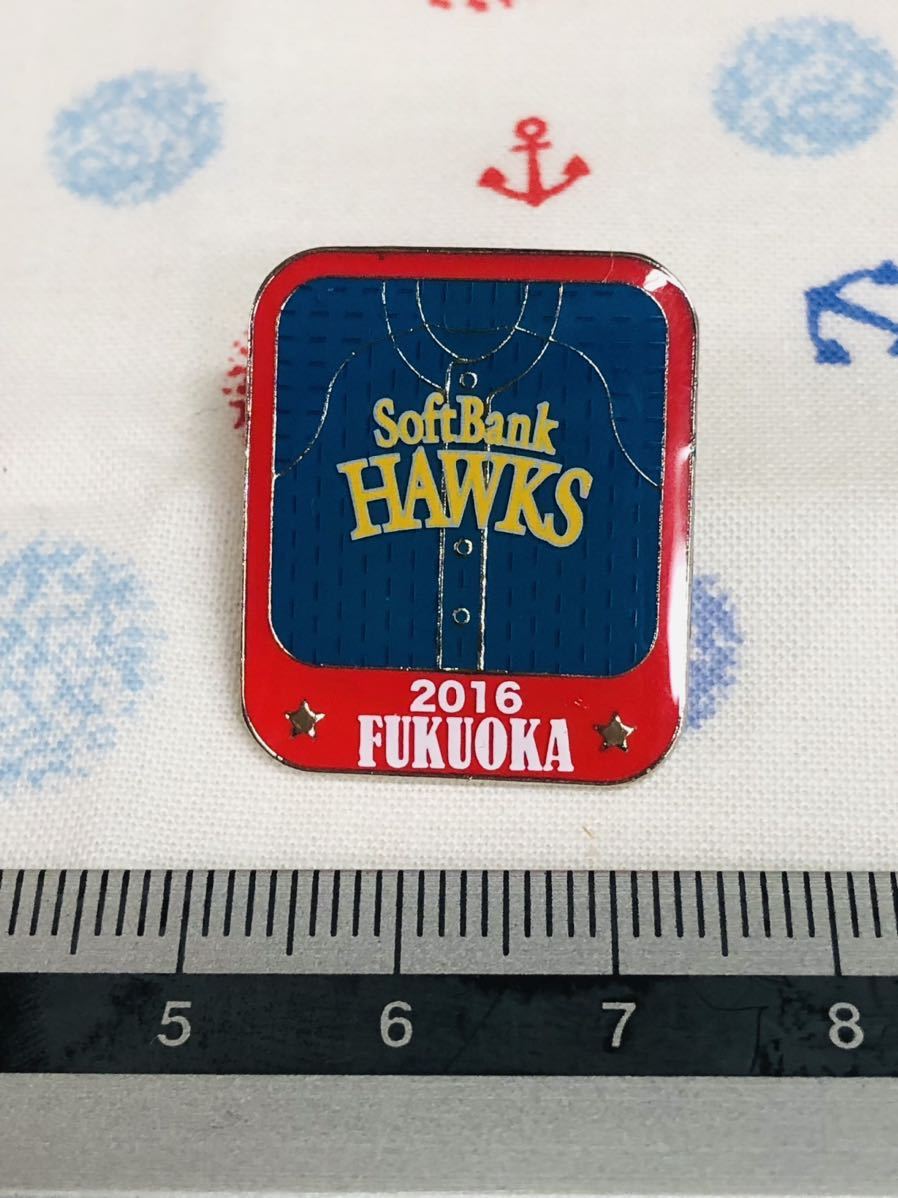 SoftBank
HAWKS
2016
FUKUOKA
5 6 7 8